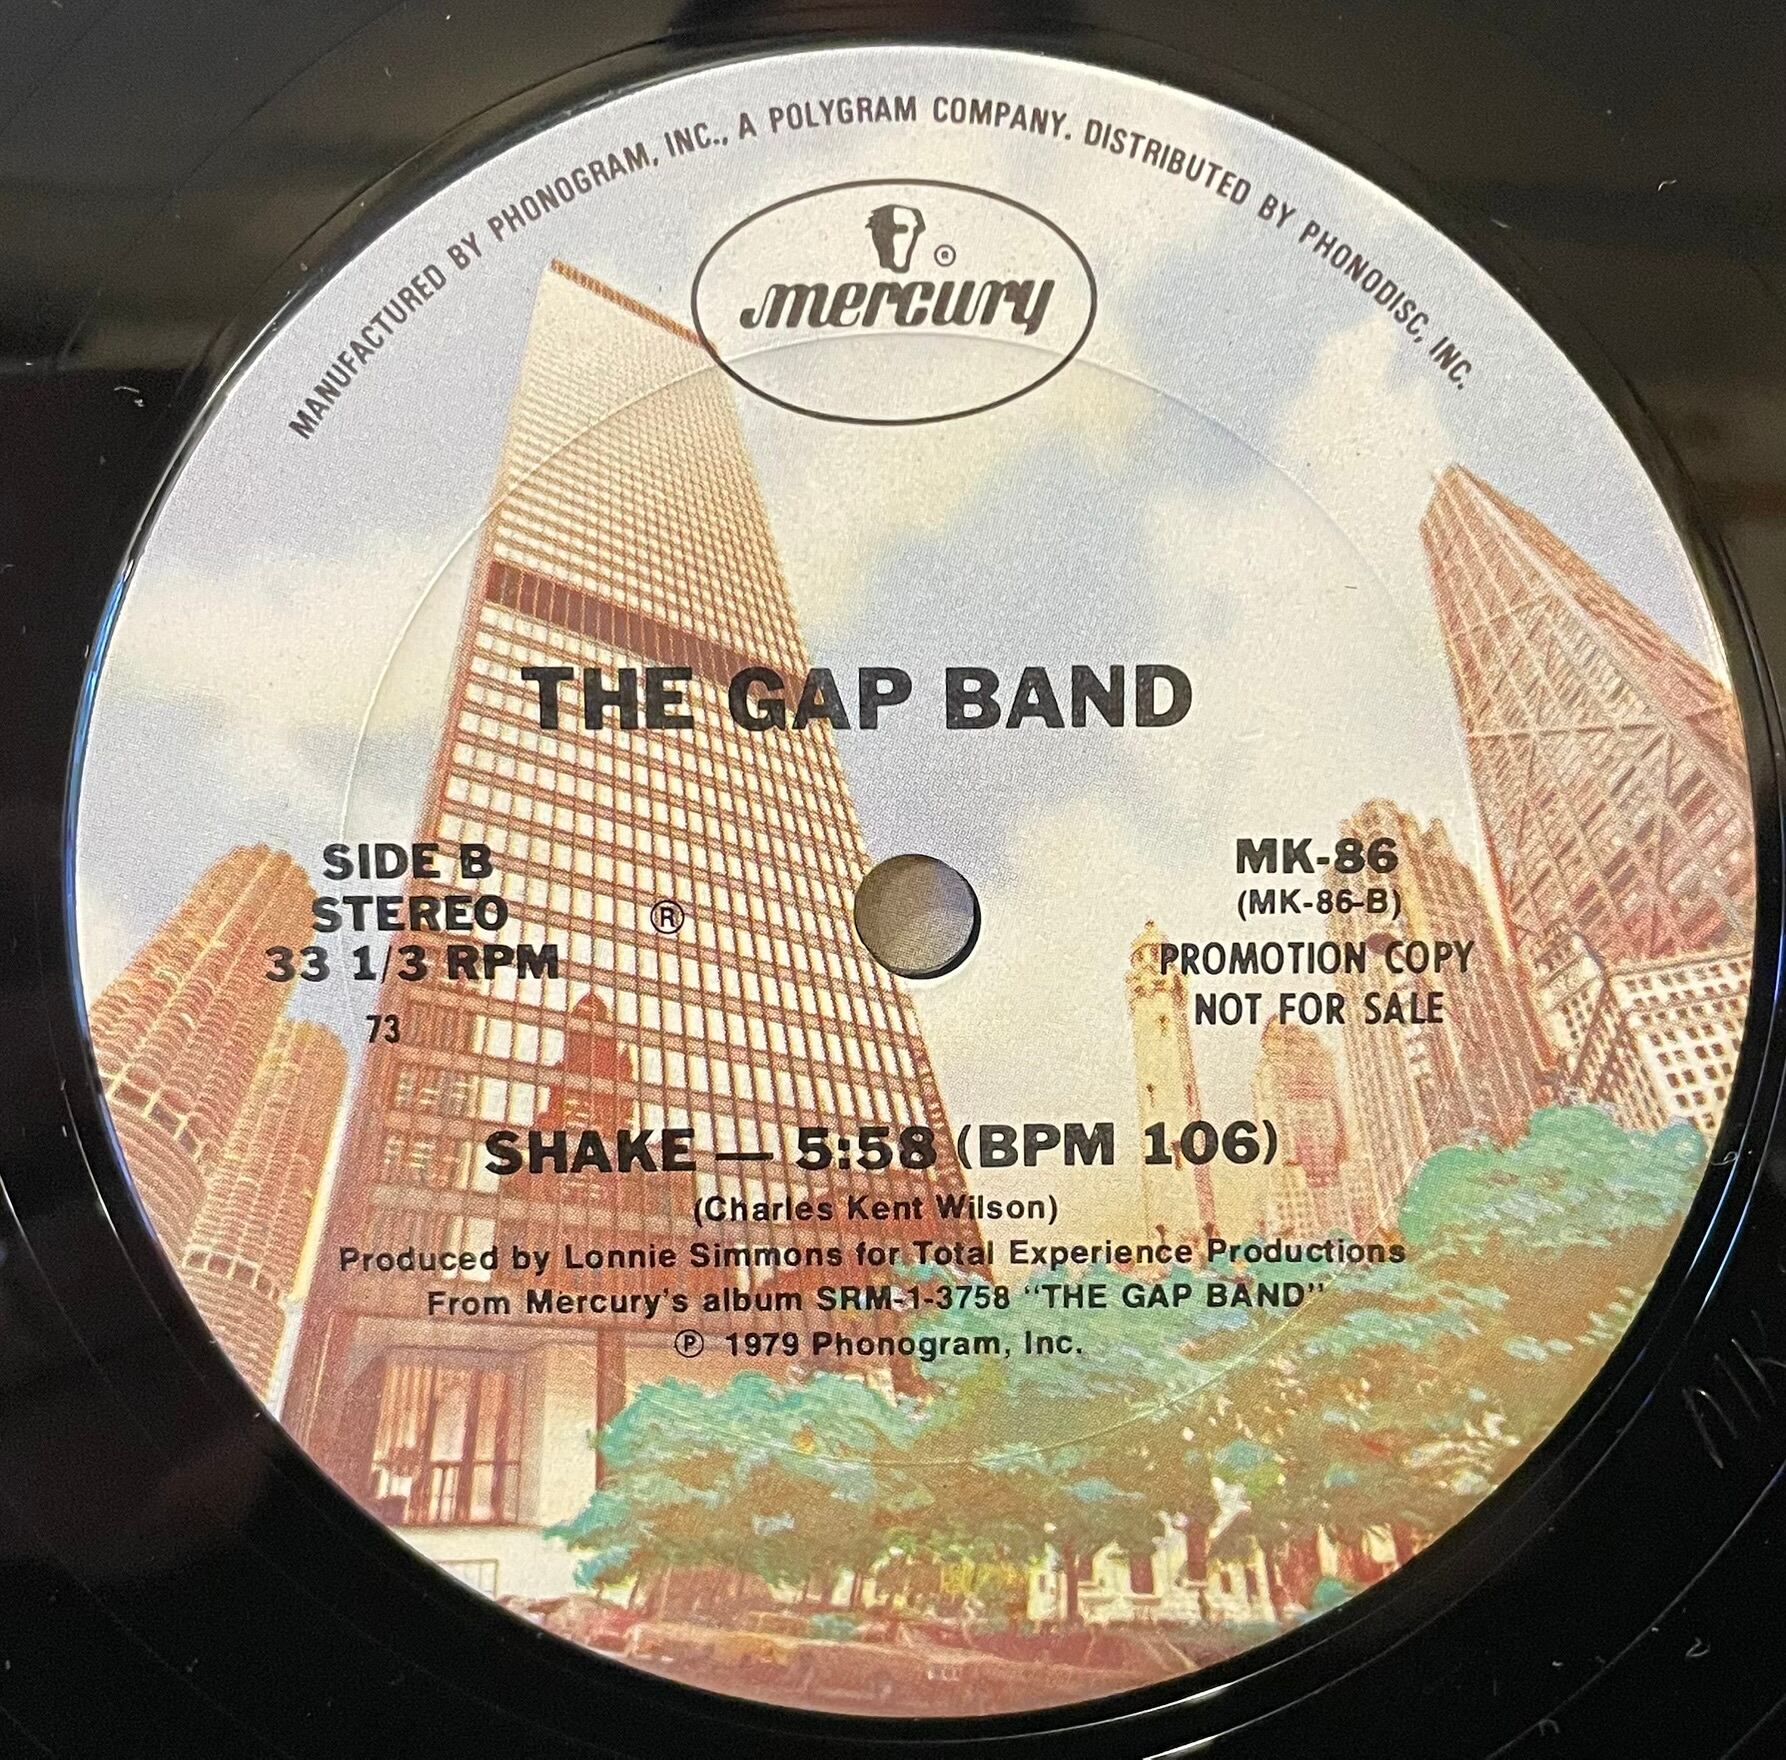 MANUFACTURED BY PHONOGRAM, INC., A POLYGRAM COMPANY. DISTRIBUTED BY PHONODISC, INC.
®
mercury
THE GAP BAND
SIDE B
STEREO
33 1/3 RPM
73
®
MK-86
(MK-86-B)
PROMOTION COPY
NOT FOR SALE
SHAKE — 5:58 (BPM 106)
(Charles Kent Wilson)
Produced by Lonnie Simmons for Total Experience Productions
From Mercury's album SRM-1-3758 "THE GAP BAND"
℗ 1979 Phonogram, Inc.